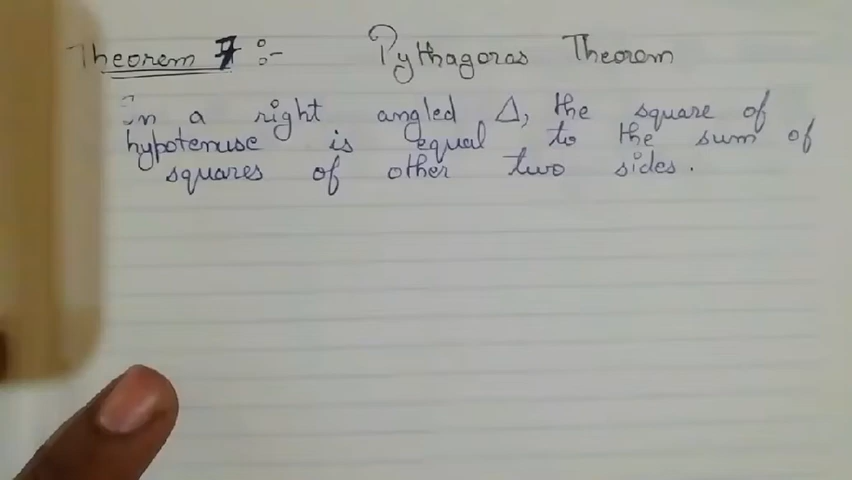 Theorem 7 :- Pythagoras Theorem
In a right angled Δ, the square of
hypotenuse is equal to the sum of
squares of other two sides.